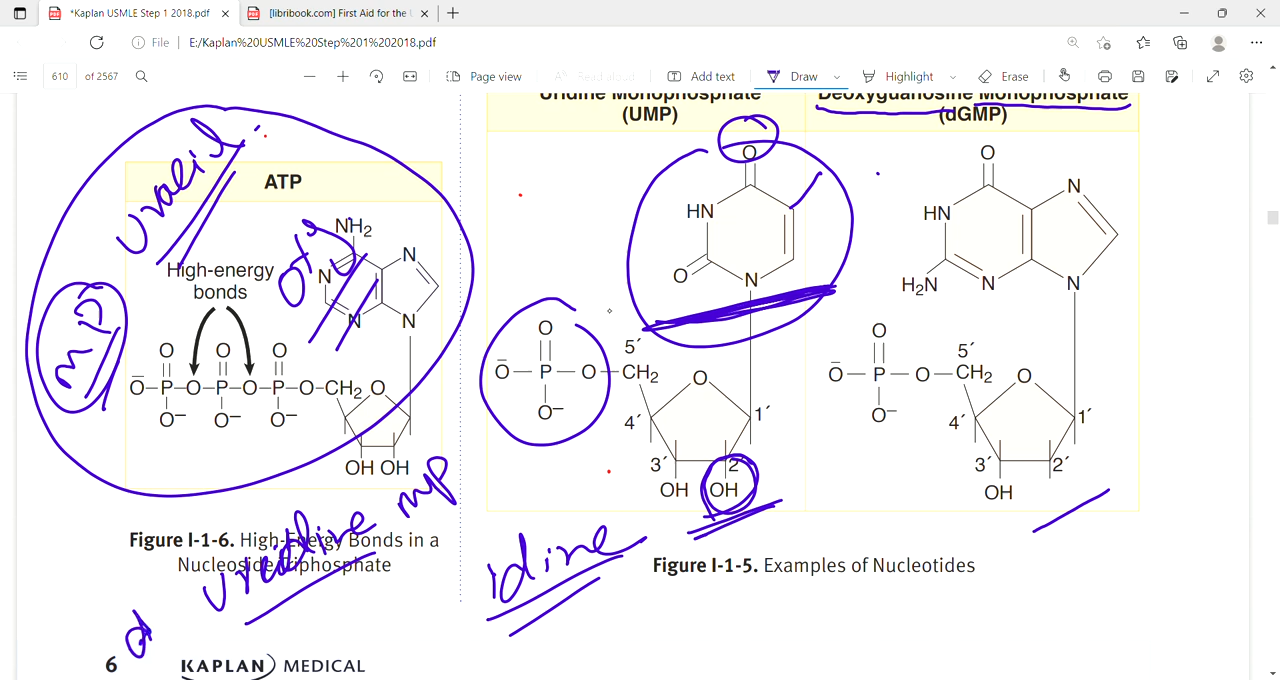 *Kaplan USMLE Step 1 2018.pdf
[libribook.com] First Aid for the
File E:/Kaplan%20USMLE%20Step%201%202018.pdf
610 of 2567
Page view
Read aloud
Add text
Draw
Highlight
Erase
ATP
NH2
N
N
N
N
High-energy
bonds
O O O
-O P O P O P O CH2 O
O- O- O-
OH OH
Figure I-1-6. High-Energy Bonds in a
Nucleoside Triphosphate
Uridine Monophosphate
(UMP)
O
HN
O
N
O
-O P O CH2
O-
5´
O
4´ 1´
3´ 2´
OH OH
Deoxyguanosine Monophosphate
(dGMP)
O
N
HN
H2N N N
O
-O P O CH2
O-
5´
O
4´ 1´
3´ 2´
OH
Figure I-1-5. Examples of Nucleotides
uracil
oxy
mp
uredine mp
idine
6 KAPLAN MEDICAL